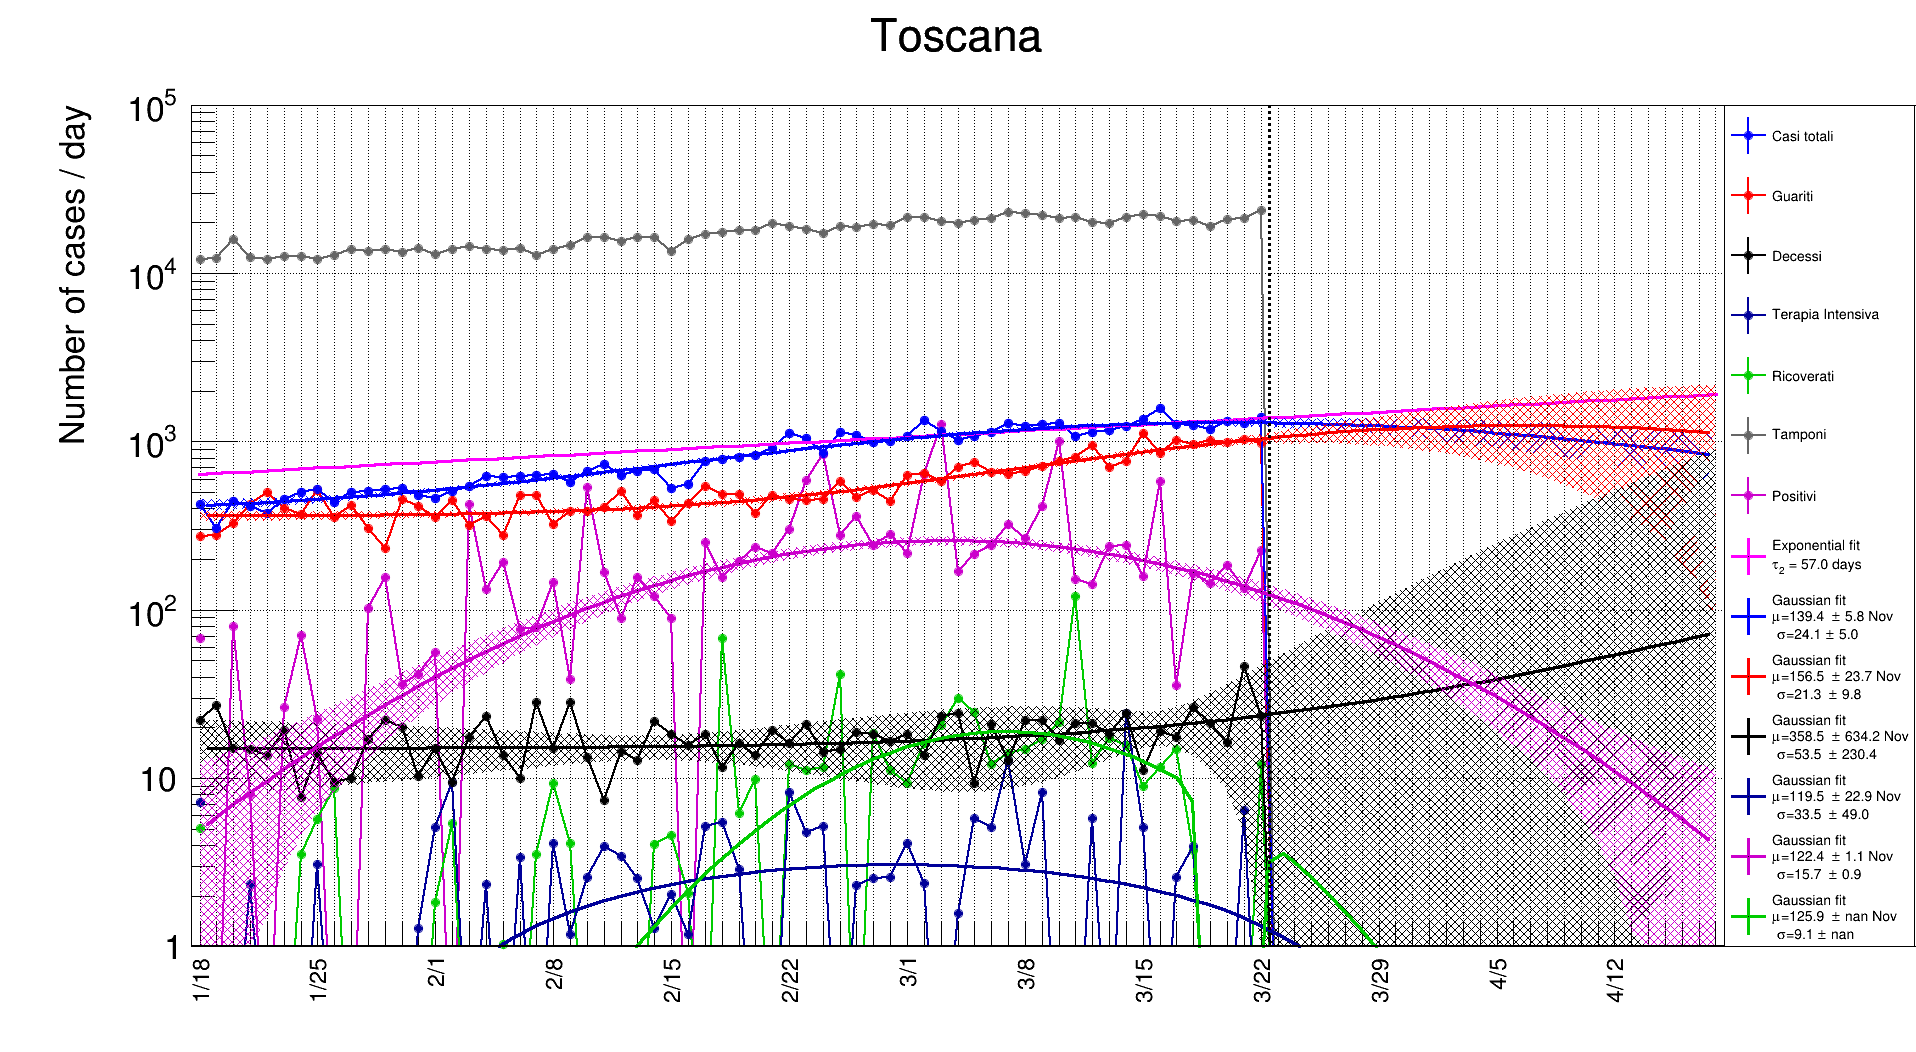 Toscana
Number of cases / day
10^5
10^4
10^3
10^2
10
1
1/18
1/25
2/1
2/8
2/15
2/22
3/1
3/8
3/15
3/22
3/29
4/5
4/12
Casi totali
Guariti
Decessi
Terapia Intensiva
Ricoverati
Tamponi
Positivi
Exponential fit
τ₂ = 57.0 days
Gaussian fit
μ=139.4 ± 5.8 Nov
σ=24.1 ± 5.0
Gaussian fit
μ=156.5 ± 23.7 Nov
σ=21.3 ± 9.8
Gaussian fit
μ=358.5 ± 634.2 Nov
σ=53.5 ± 230.4
Gaussian fit
μ=119.5 ± 22.9 Nov
σ=33.5 ± 49.0
Gaussian fit
μ=122.4 ± 1.1 Nov
σ=15.7 ± 0.9
Gaussian fit
μ=125.9 ± nan Nov
σ=9.1 ± nan